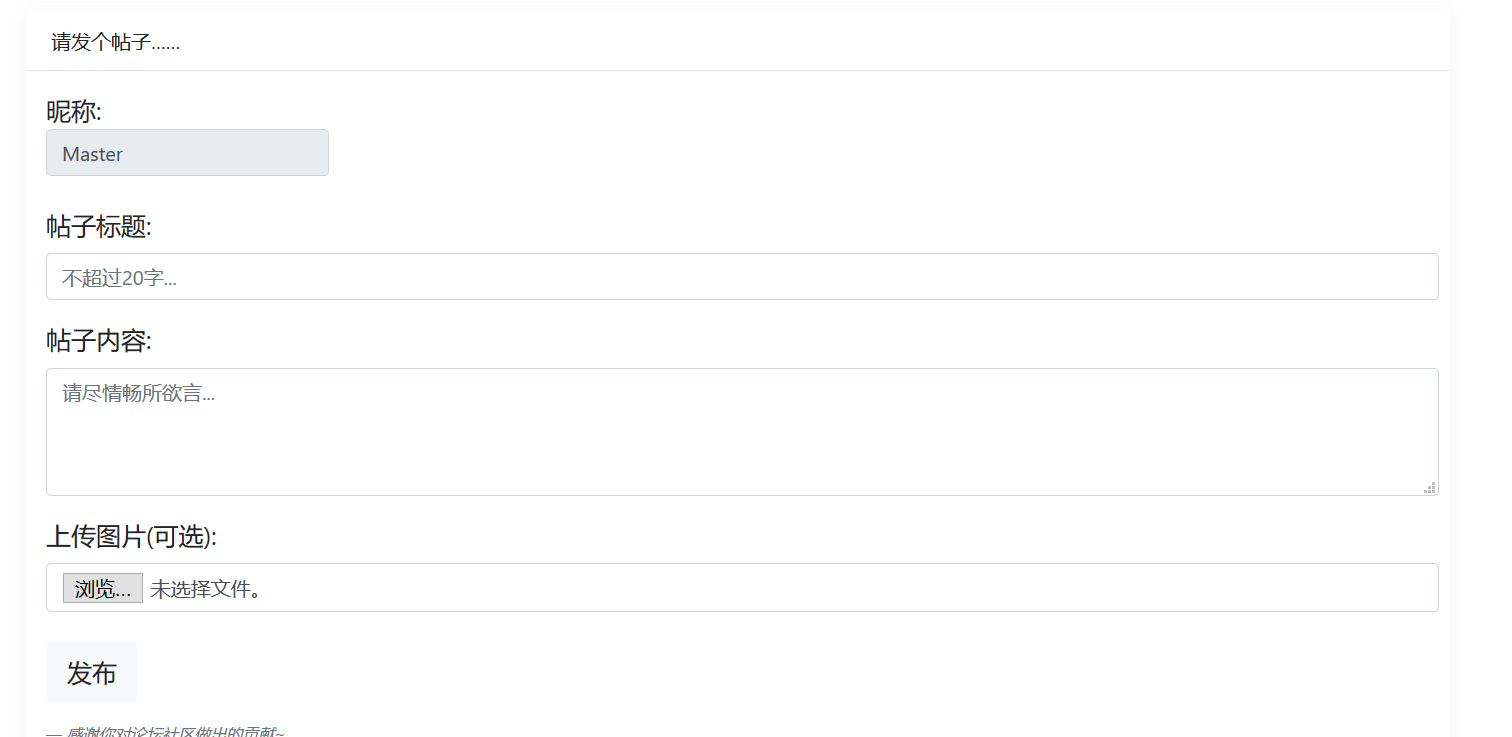 请发个帖子......
昵称:
Master
帖子标题:
不超过20字...
帖子内容:
请尽情畅所欲言...
上传图片(可选):
浏览... 未选择文件。
发布
— 感谢你对论坛社区做出的贡献~